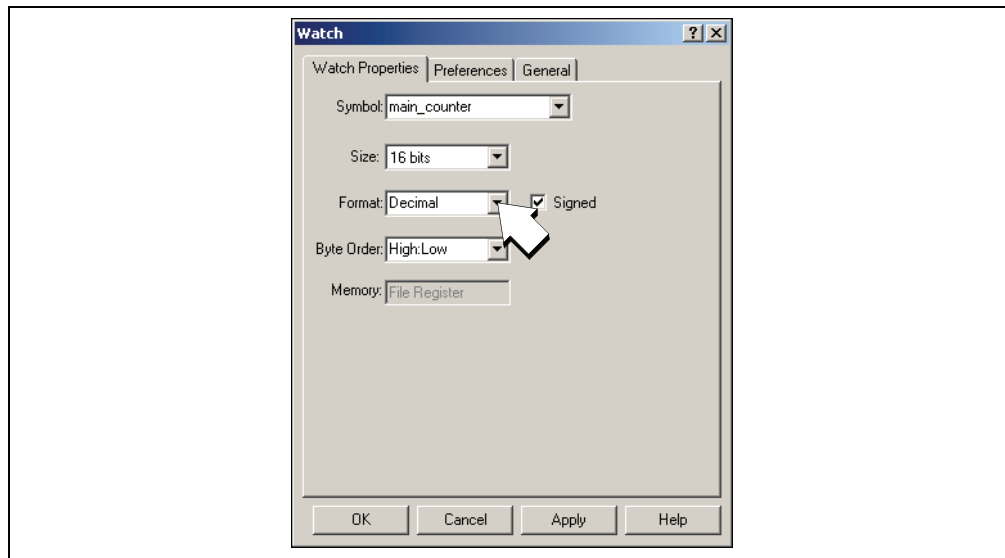 Watch
Watch Properties Preferences General
Symbol: main_counter
Size: 16 bits
Format: Decimal Signed
Byte Order: High:Low
Memory: File Register
OK Cancel Apply Help